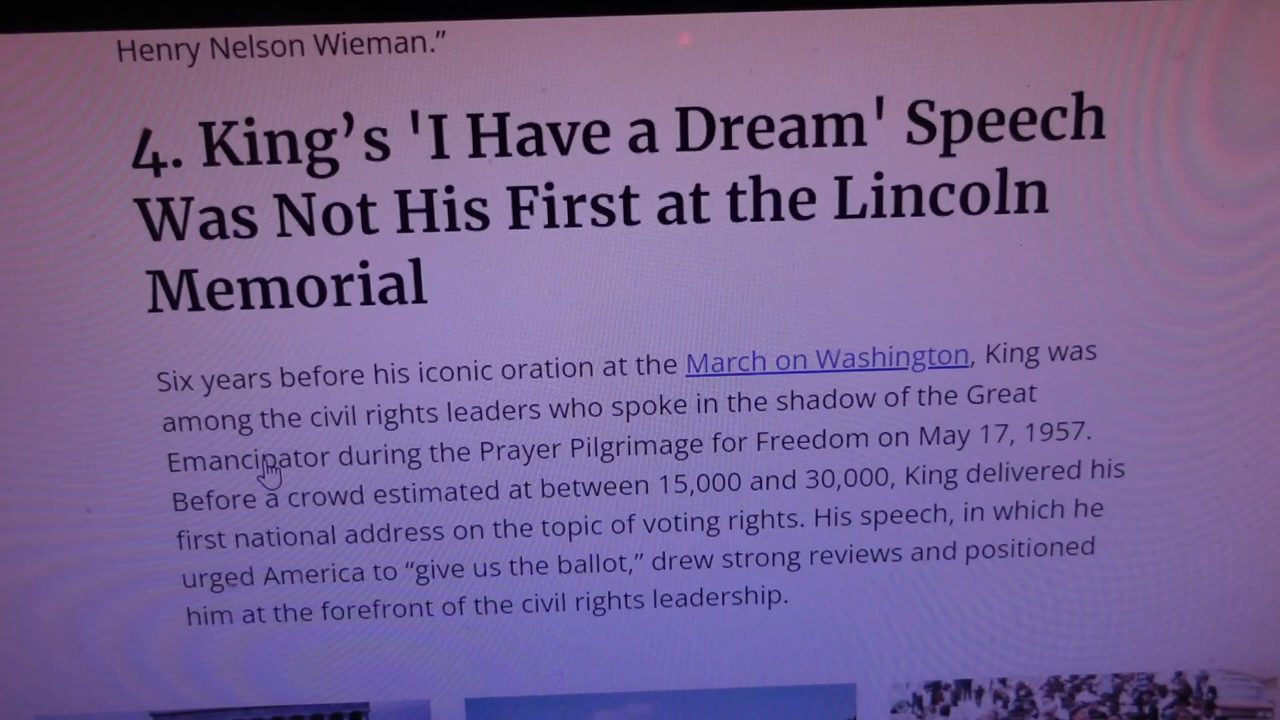 Henry Nelson Wieman.”
4. King’s 'I Have a Dream' Speech
Was Not His First at the Lincoln
Memorial
Six years before his iconic oration at the March on Washington, King was
among the civil rights leaders who spoke in the shadow of the Great
Emancipator during the Prayer Pilgrimage for Freedom on May 17, 1957.
Before a crowd estimated at between 15,000 and 30,000, King delivered his
first national address on the topic of voting rights. His speech, in which he
urged America to “give us the ballot,” drew strong reviews and positioned
him at the forefront of the civil rights leadership.